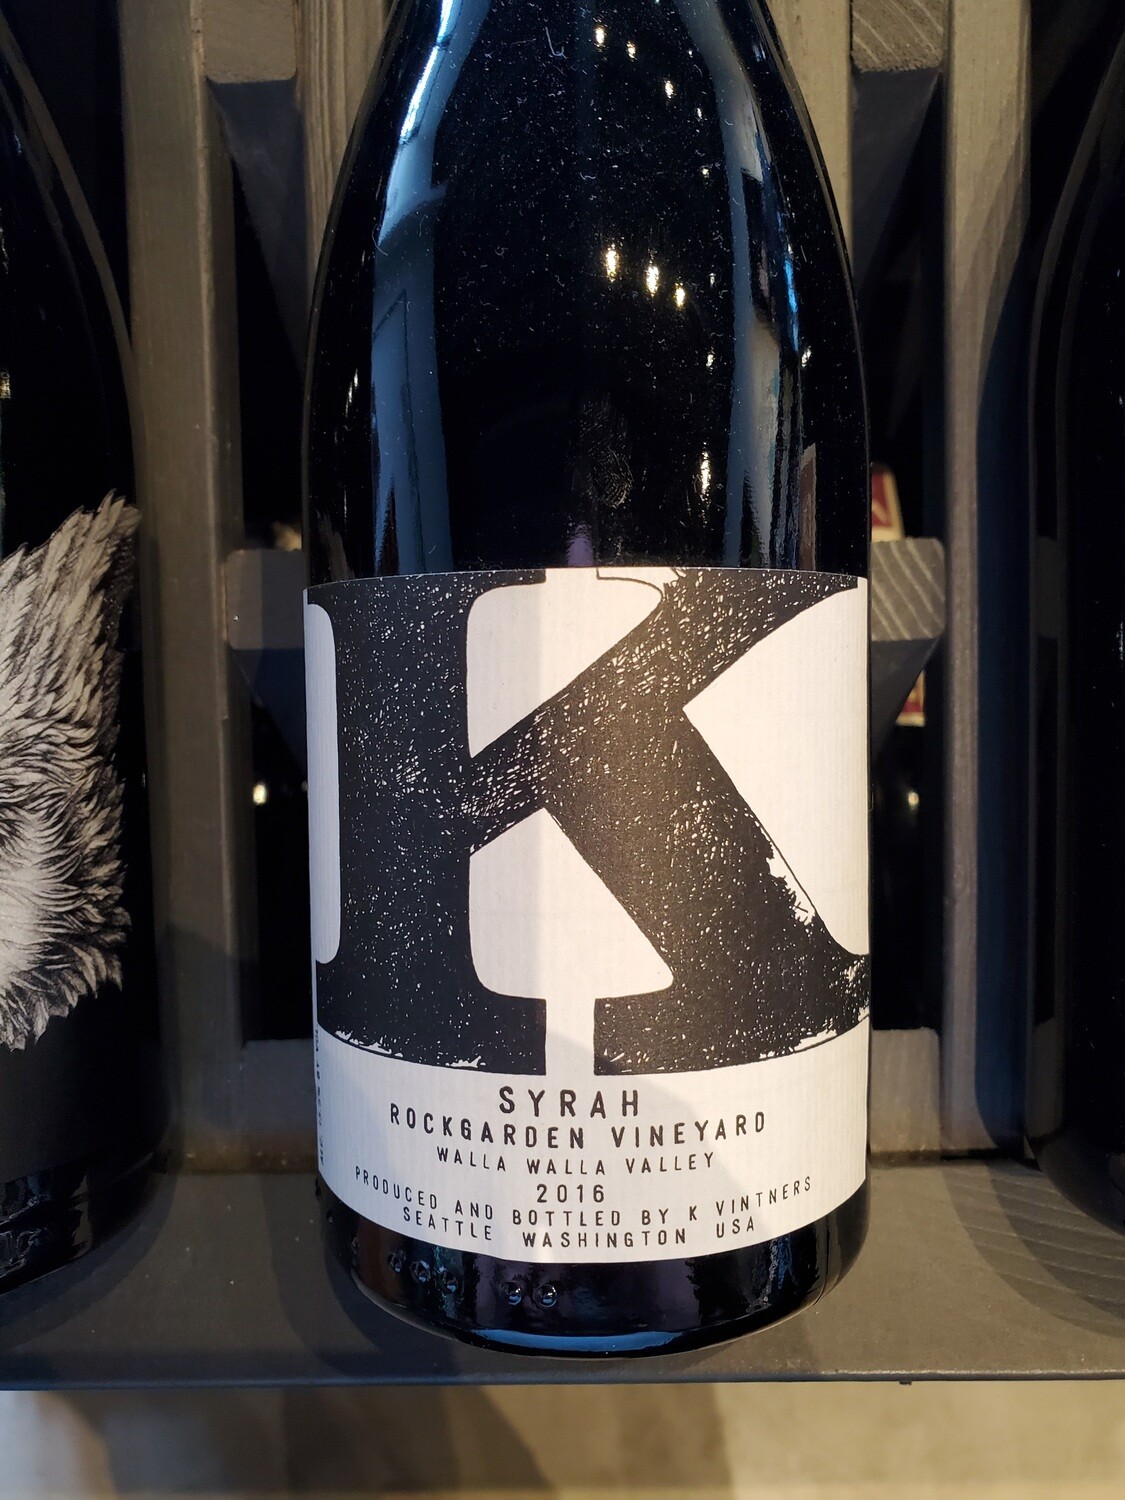 K
SYRAH
ROCKGARDEN VINEYARD
WALLA WALLA VALLEY
2016
PRODUCED AND BOTTLED BY K VINTNERS
SEATTLE WASHINGTON USA